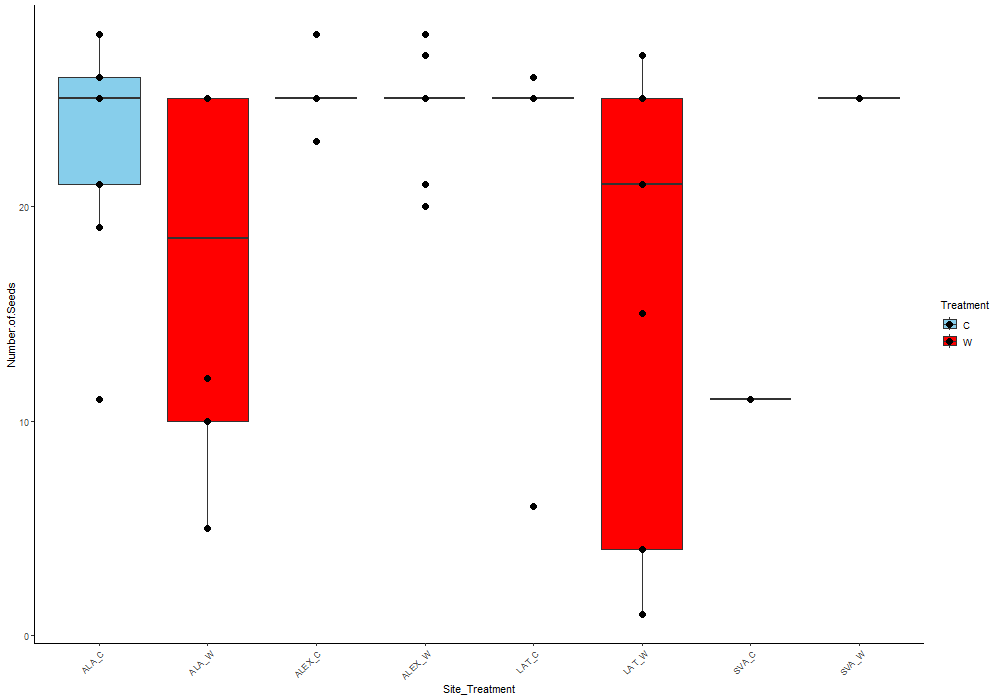 Number.of.Seeds
20
10
0
ALA_C
ALA_W
ALEX_C
ALEX_W
LAT_C
LAT_W
SVA_C
SVA_W
Site_Treatment
Treatment
C
W